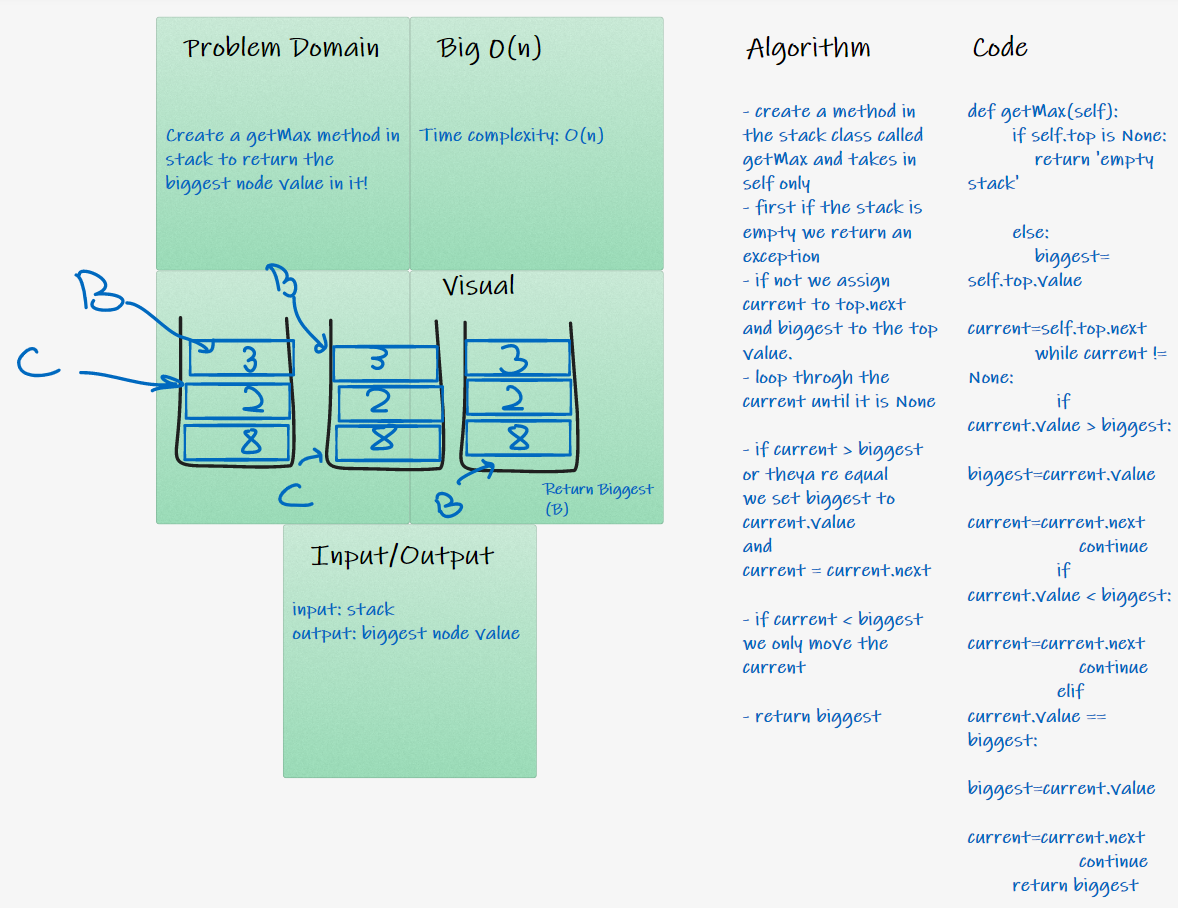 Problem Domain
Create a getMax method in
stack to return the
biggest node value in it!
Big O(n)
Time complexity: O(n)
Visual
B
C
3
2
8
B
3
2
8
C
3
2
8
B
Return Biggest
(B)
Input/Output
input: stack
output: biggest node value
Algorithm
- create a method in
the stack class called
getMax and takes in
self only
- first if the stack is
empty we return an
exception
- if not we assign
current to top.next
and biggest to the top
value.
- loop throgh the
current until it is None
- if current > biggest
or theya re equal
we set biggest to
current.value
and
current = current.next
- if current < biggest
we only move the
current
- return biggest
Code
def getMax(self):
if self.top is None:
return 'empty
stack'
else:
biggest=
self.top.value
current=self.top.next
while current !=
None:
if
current.value > biggest:
biggest=current.value
current=current.next
continue
if
current.value < biggest:
current=current.next
continue
elif
current.value ==
biggest:
biggest=current.value
current=current.next
continue
return biggest